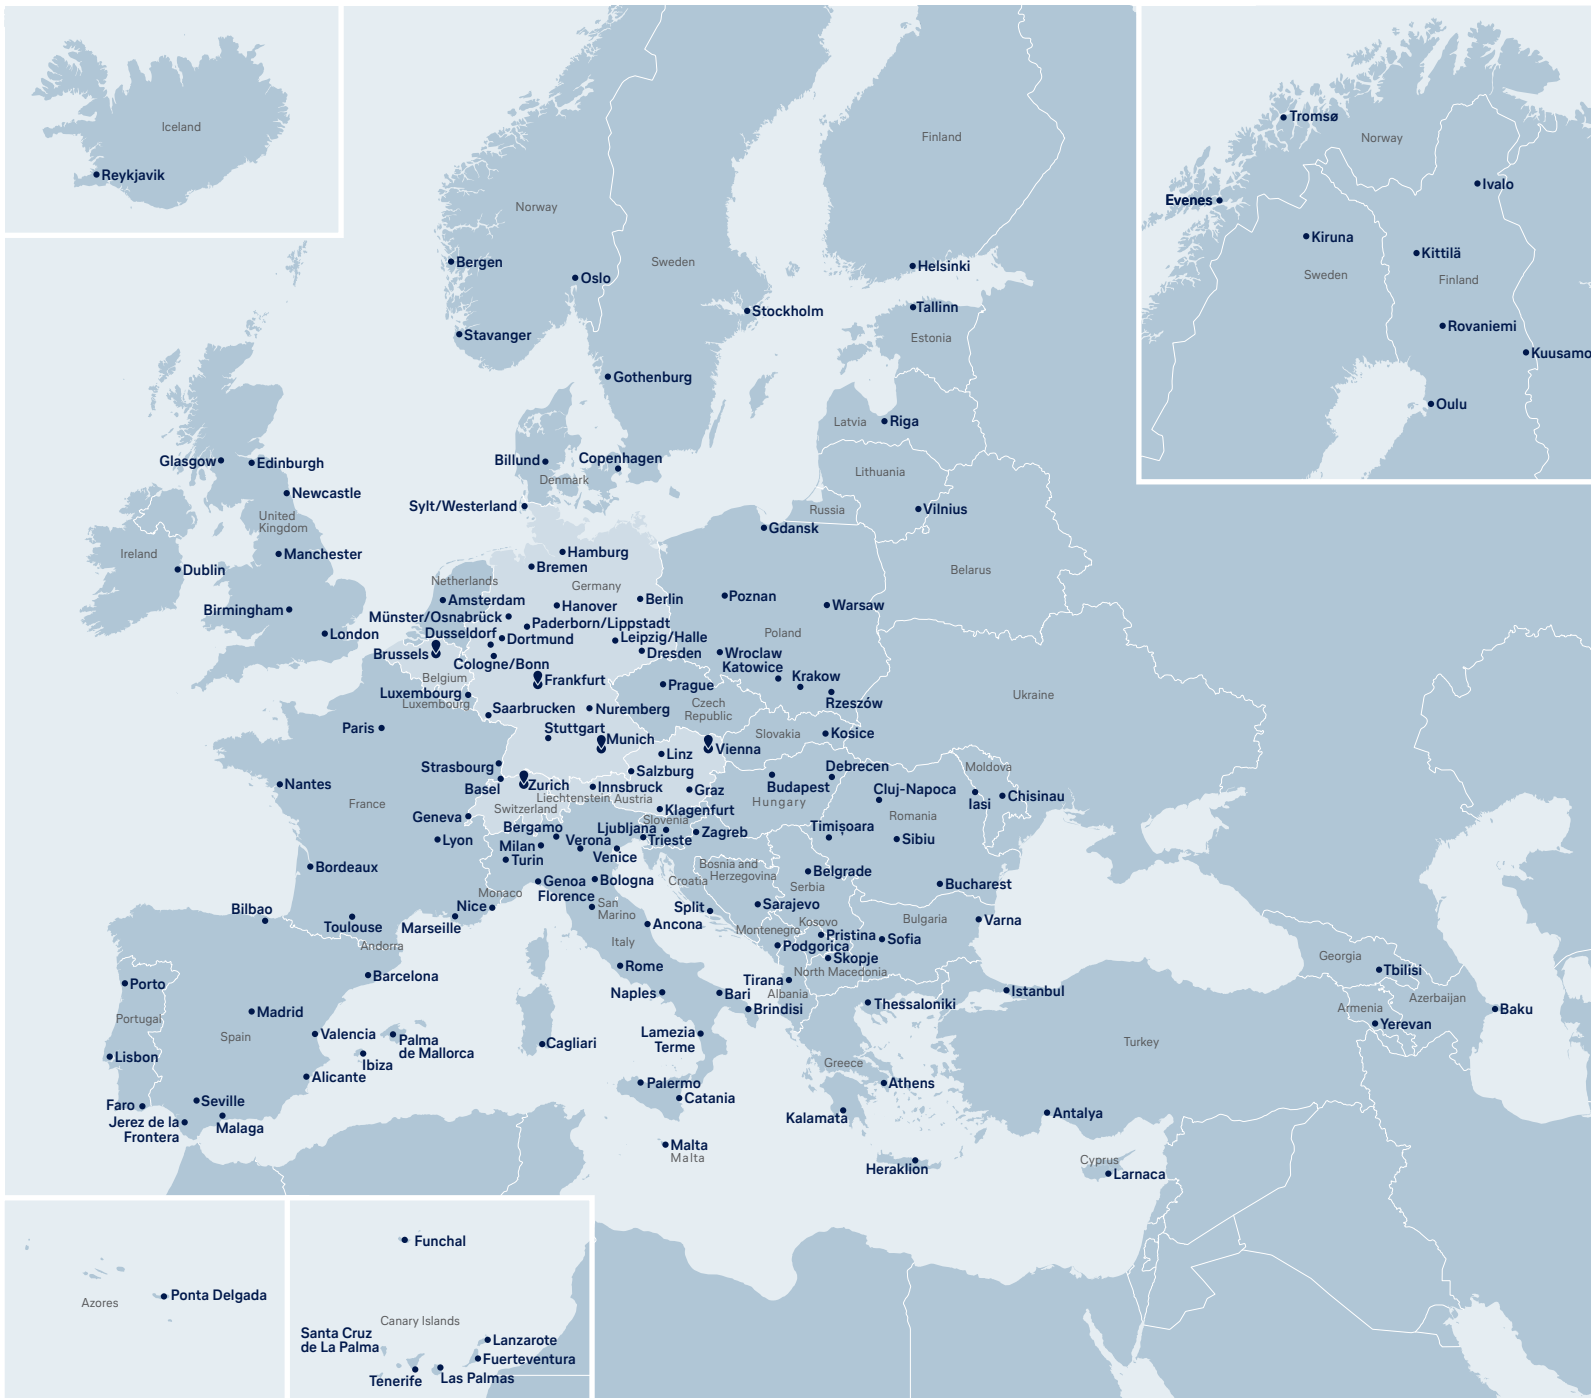 Iceland
Reykjavik
Finland
Norway
Sweden
Bergen
Oslo
Stavanger
Stockholm
Helsinki
Tallinn
Estonia
Gothenburg
Latvia
Riga
Lithuania
Russia
Vilnius
Tromsø
Norway
Ivalo
Evenes
Kiruna
Sweden
Kittilä
Finland
Rovaniemi
Kuusamo
Oulu
Glasgow
Edinburgh
Newcastle
United
Kingdom
Ireland
Dublin
Manchester
Birmingham
London
Billund
Copenhagen
Denmark
Sylt/Westerland
Gdansk
Belarus
Hamburg
Bremen
Germany
Netherlands
Amsterdam
Hanover
Berlin
Poznan
Warsaw
Münster/Osnabrück
Paderborn/Lippstadt
Dusseldorf
Dortmund
Leipzig/Halle
Dresden
Poland
Wroclaw
Katowice
Krakow
Rzeszów
Brussels
Cologne/Bonn
Belgium
Frankfurt
Luxembourg
Luxembourg
Saarbrucken
Nuremberg
Prague
Czech
Republic
Ukraine
Paris
Stuttgart
Munich
Vienna
Slovakia
Kosice
Linz
Strasbourg
Salzburg
Debrecen
Budapest
Hungary
Basel
Zurich
Innsbruck
Liechtenstein
Austria
Graz
Switzerland
Klagenfurt
Slovenia
Cluj-Napoca
Moldova
Iasi
Chisinau
Romania
Nantes
France
Geneva
Lyon
Bergamo
Milan
Turin
Verona
Ljubljana
Trieste
Venice
Zagreb
Timișoara
Sibiu
Bordeaux
Genoa
Bologna
Monaco
Florence
San
Marino
Bosnia and
Herzegovina
Croatia
Belgrade
Serbia
Bucharest
Bilbao
Toulouse
Marseille
Nice
Andorra
Split
Ancona
Sarajevo
Montenegro
Kosovo
Pristina
Podgorica
Skopje
Sofia
Bulgaria
Varna
Italy
Rome
Tirana
North Macedonia
Albania
Naples
Bari
Brindisi
Thessaloniki
Istanbul
Georgia
Tbilisi
Armenia
Azerbaijan
Yerevan
Baku
Porto
Portugal
Barcelona
Madrid
Spain
Valencia
Palma
de Mallorca
Ibiza
Lisbon
Alicante
Faro
Seville
Jerez de la
Frontera
Malaga
Cagliari
Lamezia
Terme
Palermo
Catania
Malta
Malta
Greece
Athens
Kalamata
Heraklion
Turkey
Antalya
Cyprus
Larnaca
Azores
Ponta Delgada
Funchal
Canary Islands
Santa Cruz
de La Palma
Tenerife
Las Palmas
Lanzarote
Fuerteventura